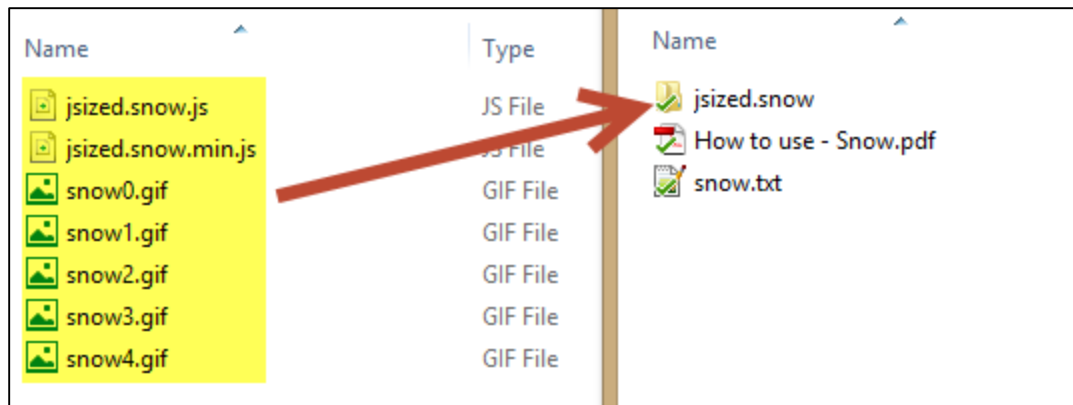 Name
Type
jsized.snow.js
JS File
jsized.snow.min.js
JS File
snow0.gif
GIF File
snow1.gif
GIF File
snow2.gif
GIF File
snow3.gif
GIF File
snow4.gif
GIF File
Name
jsized.snow
How to use - Snow.pdf
snow.txt